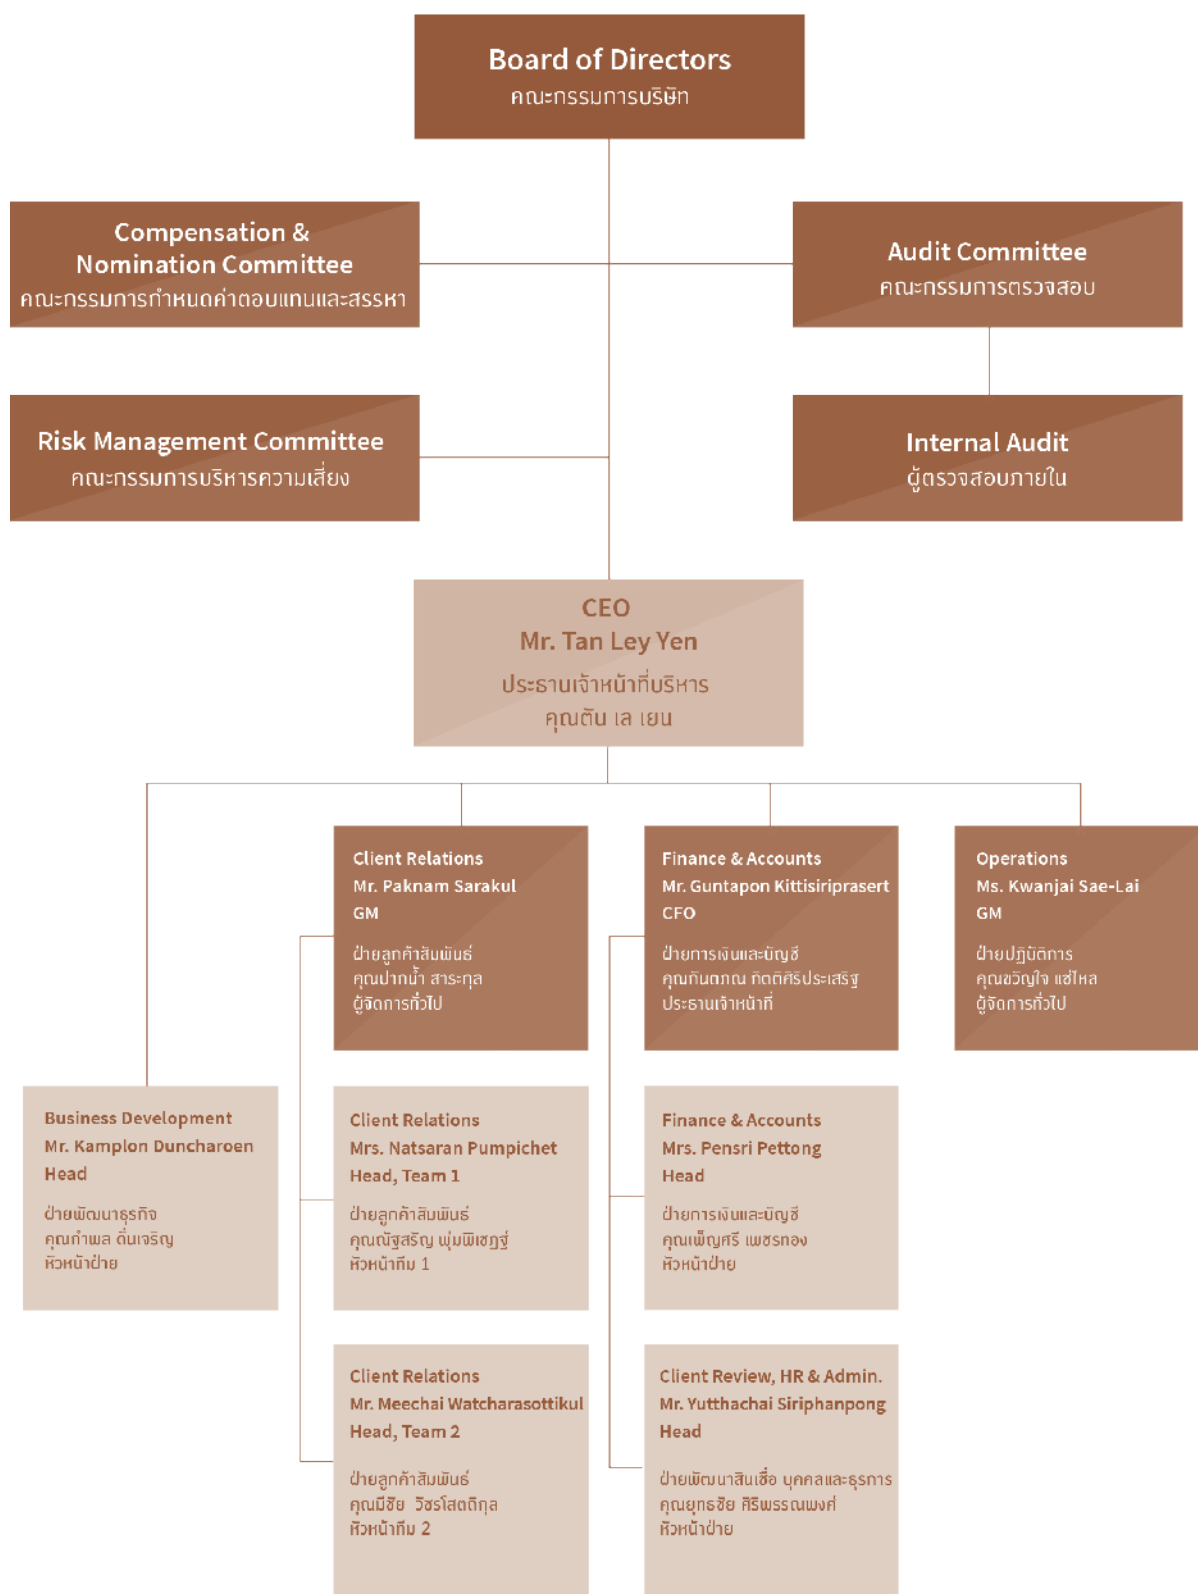 Board of Directors
คณะกรรมการบริษัท
Compensation &
Nomination Committee
คณะกรรมการกำหนดค่าตอบแทนและสรรหา
Audit Committee
คณะกรรมการตรวจสอบ
Risk Management Committee
คณะกรรมการบริหารความเสี่ยง
Internal Audit
ผู้ตรวจสอบภายใน
CEO
Mr. Tan Ley Yen
ประธานเจ้าหน้าที่บริหาร
คุณตัน เล เยน
Client Relations
Mr. Paknam Sarakul
GM
ฝ่ายลูกค้าสัมพันธ์
คุณปากน้ำ สาระกุล
ผู้จัดการทั่วไป
Finance & Accounts
Mr. Guntapon Kittisiriprasert
CFO
ฝ่ายการเงินและบัญชี
คุณกันตภณ กิตติศิริประเสริฐ
ประธานเจ้าหน้าที่
Operations
Ms. Kwanjai Sae-Lai
GM
ฝ่ายปฏิบัติการ
คุณขวัญใจ แซ่ไหล
ผู้จัดการทั่วไป
Business Development
Mr. Kamplon Duncharoen
Head
ฝ่ายพัฒนาธุรกิจ
คุณกำพล ดั่นเจริญ
หัวหน้าฝ่าย
Client Relations
Mrs. Natsaran Pumpichet
Head, Team 1
ฝ่ายลูกค้าสัมพันธ์
คุณณัฐสรัญ พุ่มพิเชฏฐ์
หัวหน้าทีม 1
Finance & Accounts
Mrs. Pensri Pettong
Head
ฝ่ายการเงินและบัญชี
คุณเพ็ญศรี เพชรทอง
หัวหน้าฝ่าย
Client Relations
Mr. Meechai Watcharasottikul
Head, Team 2
ฝ่ายลูกค้าสัมพันธ์
คุณมีชัย วัชรโสตถิกุล
หัวหน้าทีม 2
Client Review, HR & Admin.
Mr. Yutthachai Siriphanpong
Head
ฝ่ายพัฒนาสินเชื่อ บุคคลและธุรการ
คุณยุทธชัย ศิริพรรณพงศ์
หัวหน้าฝ่าย